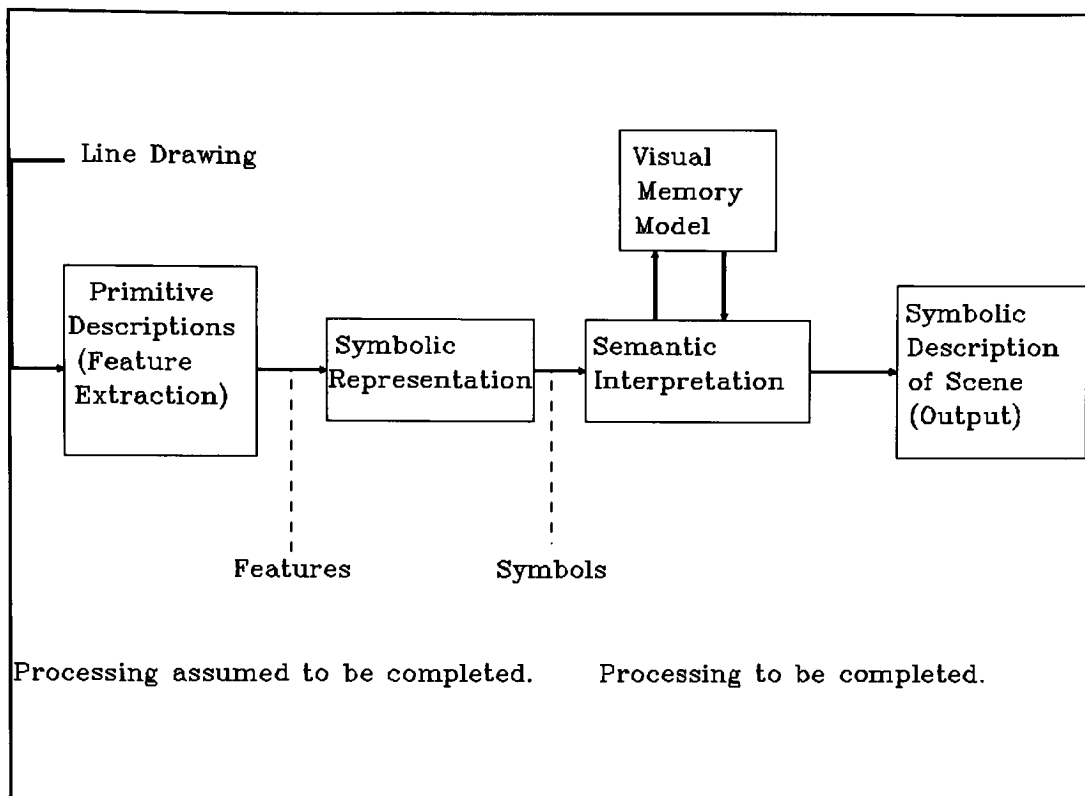 Line Drawing
Visual
Memory
Model
Primitive
Descriptions
(Feature
Extraction)
Symbolic
Representation
Semantic
Interpretation
Symbolic
Description
of Scene
(Output)
Features
Symbols
Processing assumed to be completed.
Processing to be completed.